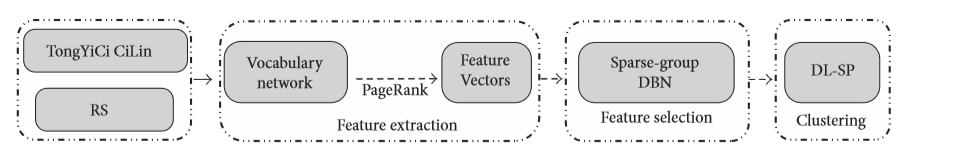 TongYiCi CiLin
RS
Vocabulary
network
PageRank
Feature
Vectors
Feature extraction
Sparse-group
DBN
Feature selection
DL-SP
Clustering